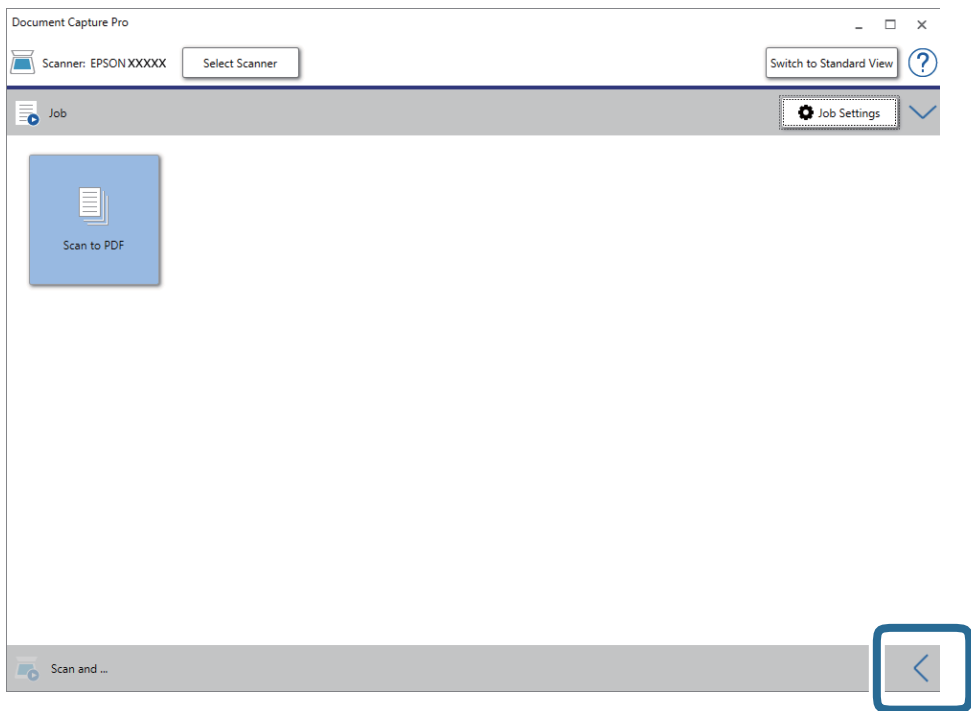 Document Capture Pro
Scanner: EPSON XXXXX Select Scanner Switch to Standard View ?
Job Job Settings
Scan to PDF
Scan and ...